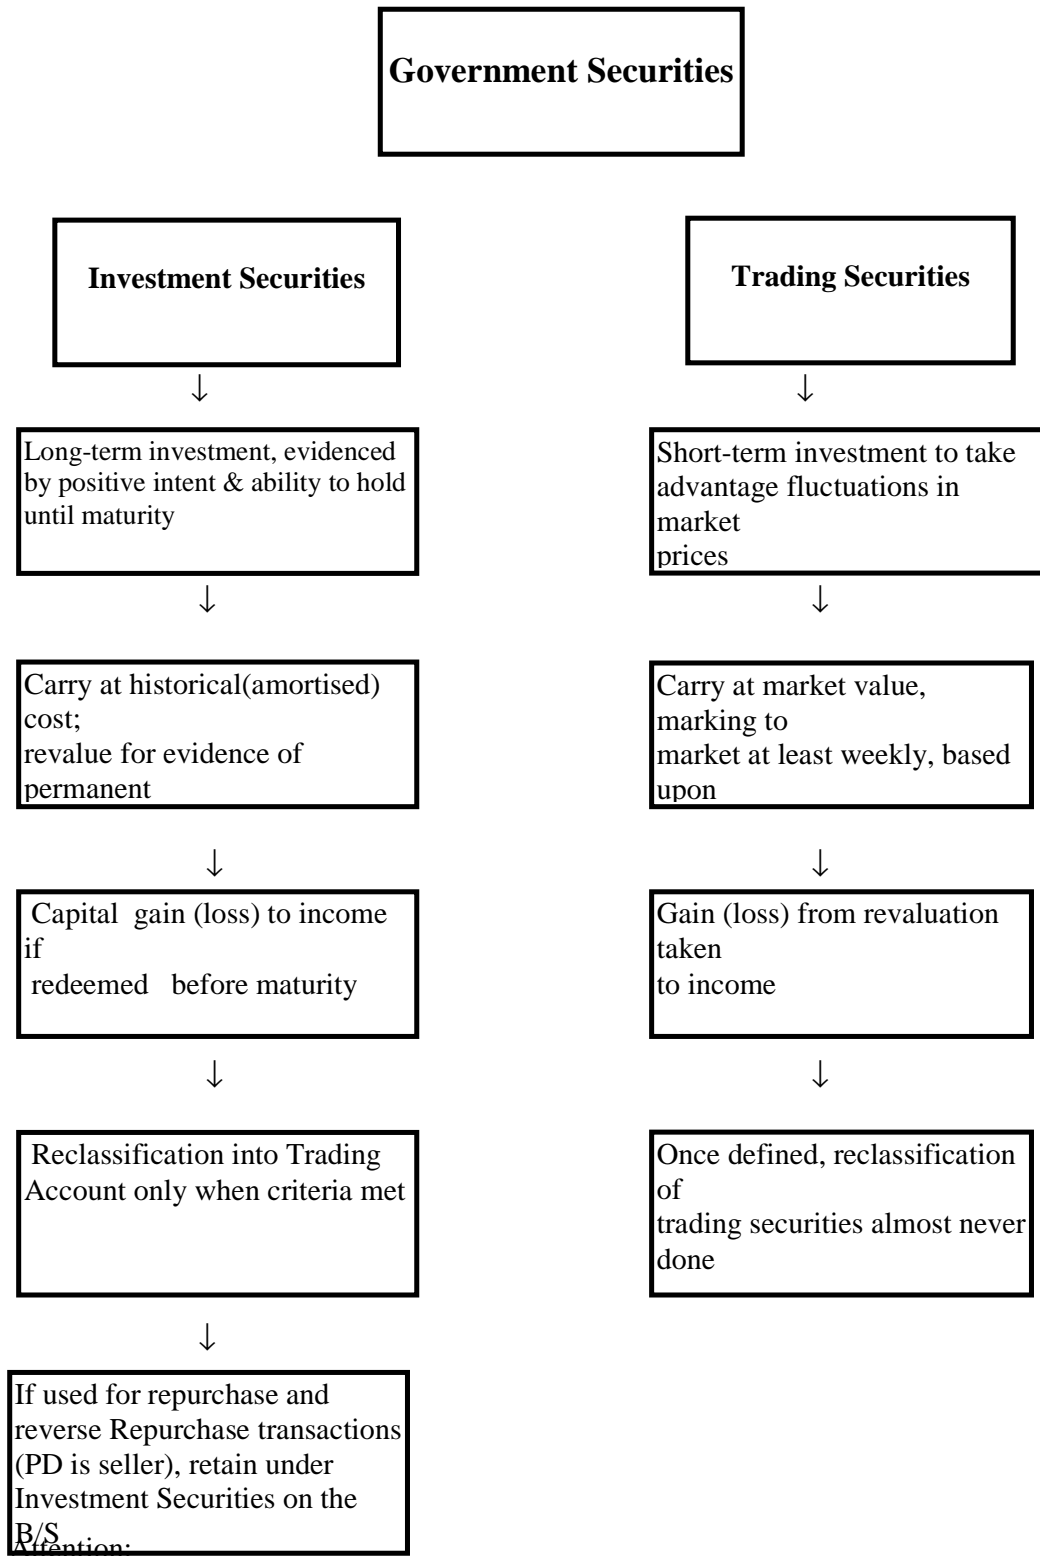 Government Securities
Investment Securities
Trading Securities
↓
↓
Long-term investment, evidenced
by positive intent & ability to hold
until maturity
Short-term investment to take
advantage fluctuations in
market
prices
↓
↓
Carry at historical(amortised)
cost;
revalue for evidence of
permanent
Carry at market value,
marking to
market at least weekly, based
upon
↓
↓
Capital gain (loss) to income
if
redeemed before maturity
Gain (loss) from revaluation
taken
to income
↓
↓
Reclassification into Trading
Account only when criteria met
Once defined, reclassification
of
trading securities almost never
done
↓
If used for repurchase and
reverse Repurchase transactions
(PD is seller), retain under
Investment Securities on the
B/S
Attention: